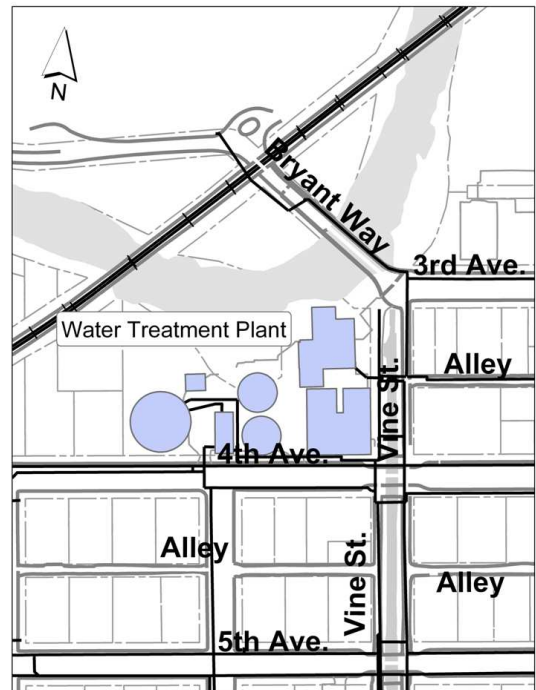 N
Bryant Way
3rd Ave.
Water Treatment Plant
Alley
Vine St.
4th Ave.
Alley
Vine St.
Alley
5th Ave.